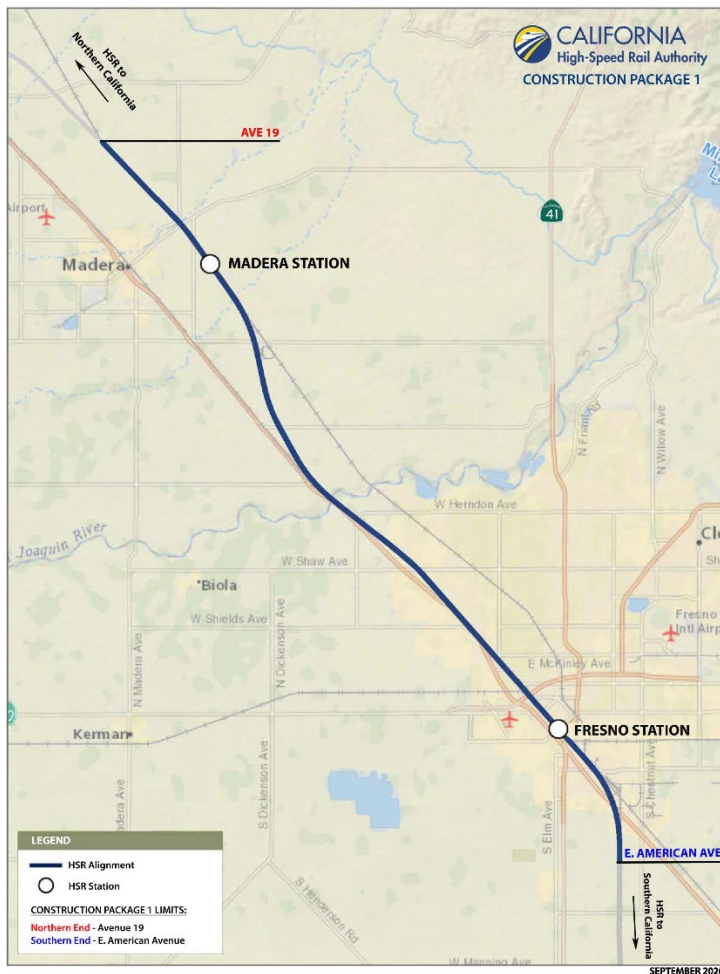 CALIFORNIA
High-Speed Rail Authority
CONSTRUCTION PACKAGE 1
HSR to
Northern California
AVE 19
41
Airport
Madera
MADERA STATION
N Friant Rd
N Willow Ave
W Herndon Ave
Joaquin River
W Shaw Ave
Biola
W Shields Ave
N Madera Ave
N Dickenson Ave
Fresno
Intl Airp
E McKinley Ave
Kerman
FRESNO STATION
S Dickenson Ave
S Elm Ave
S Chestnut Ave
E. AMERICAN AVE
HSR to
Southern California
S Henderson Rd
W Manning Ave
LEGEND
HSR Alignment
HSR Station
CONSTRUCTION PACKAGE 1 LIMITS:
Northern End - Avenue 19
Southern End - E. American Avenue
SEPTEMBER